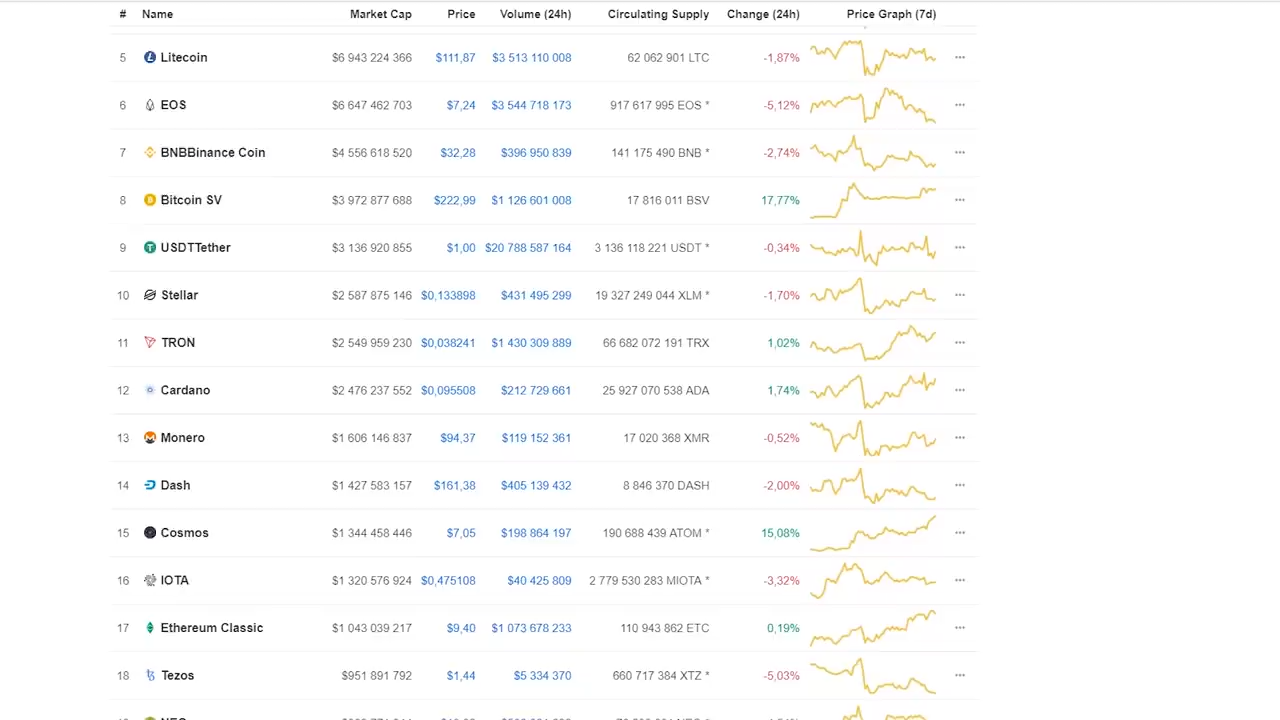 # Name Market Cap Price Volume (24h) Circulating Supply Change (24h) Price Graph (7d)
5 Litecoin $6 943 224 366 $111,87 $3 513 110 008 62 062 901 LTC -1,87% ...
6 EOS $6 647 462 703 $7,24 $3 544 718 173 917 617 995 EOS * -5,12% ...
7 BNBBinance Coin $4 556 618 520 $32,28 $396 950 839 141 175 490 BNB * -2,74% ...
8 Bitcoin SV $3 972 877 688 $222,99 $1 126 601 008 17 816 011 BSV 17,77% ...
9 USDTTether $3 136 920 855 $1,00 $20 788 587 164 3 136 118 221 USDT * -0,34% ...
10 Stellar $2 587 875 146 $0,133898 $431 495 299 19 327 249 044 XLM * -1,70% ...
11 TRON $2 549 959 230 $0,038241 $1 430 309 889 66 682 072 191 TRX 1,02% ...
12 Cardano $2 476 237 552 $0,095508 $212 729 661 25 927 070 538 ADA 1,74% ...
13 Monero $1 606 146 837 $94,37 $119 152 361 17 020 368 XMR -0,52% ...
14 Dash $1 427 583 157 $161,38 $405 139 432 8 846 370 DASH -2,00% ...
15 Cosmos $1 344 458 446 $7,05 $198 864 197 190 688 439 ATOM * 15,08% ...
16 IOTA $1 320 576 924 $0,475108 $40 425 809 2 779 530 283 MIOTA * -3,32% ...
17 Ethereum Classic $1 043 039 217 $9,40 $1 073 678 233 110 943 862 ETC 0,19% ...
18 Tezos $951 891 792 $1,44 $5 334 370 660 717 384 XTZ * -5,03% ...